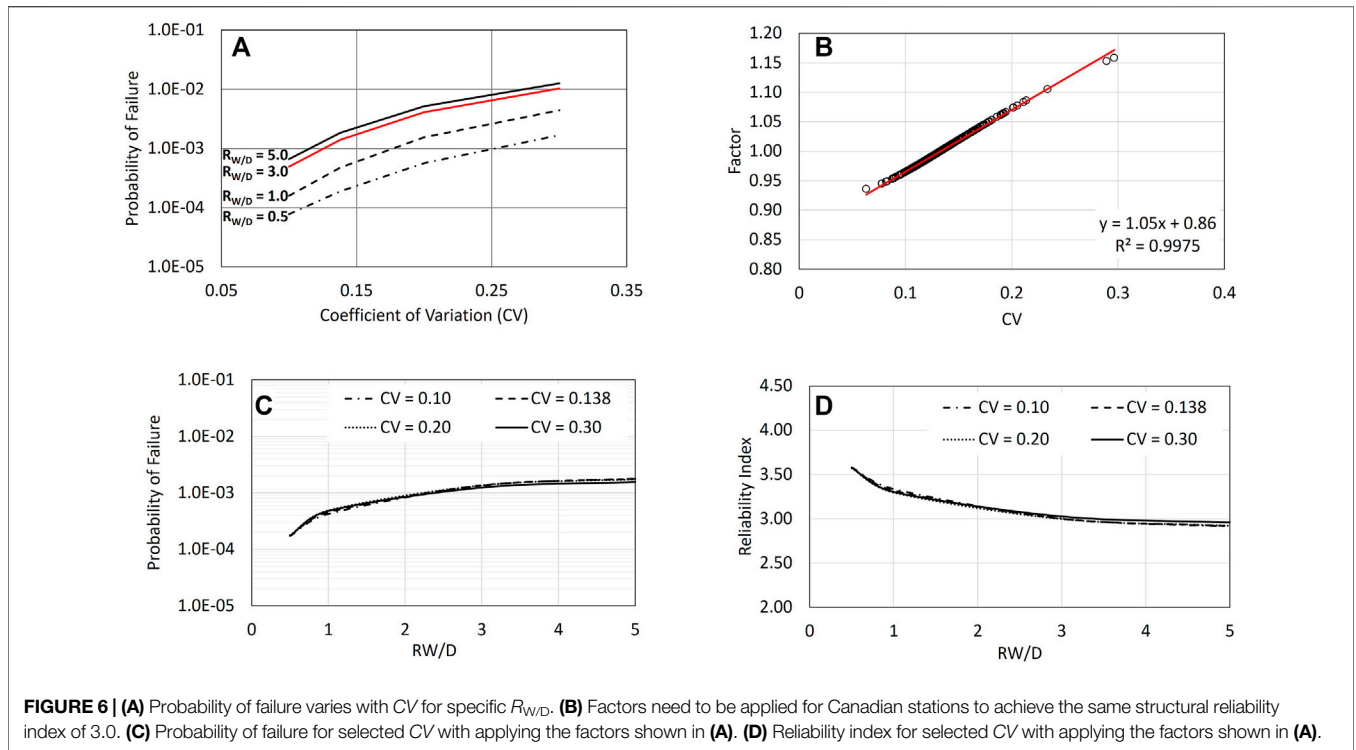 A
Probability of Failure
1.0E-01
1.0E-02
1.0E-03
1.0E-04
1.0E-05
R_W/D = 5.0
R_W/D = 3.0
R_W/D = 1.0
R_W/D = 0.5
0.05 0.15 0.25 0.35
Coefficient of Variation (CV)
B
Factor
1.20
1.15
1.10
1.05
1.00
0.95
0.90
0.85
0.80
y = 1.05x + 0.86
R² = 0.9975
0 0.1 0.2 0.3 0.4
CV
C
Probability of Failure
1.0E-01
1.0E-02
1.0E-03
1.0E-04
1.0E-05
CV = 0.10 CV = 0.138
CV = 0.20 CV = 0.30
0 1 2 3 4 5
RW/D
D
Reliability Index
4.50
4.00
3.50
3.00
2.50
2.00
CV = 0.10 CV = 0.138
CV = 0.20 CV = 0.30
0 1 2 3 4 5
RW/D
FIGURE 6 | (A) Probability of failure varies with CV for specific R_W/D. (B) Factors need to be applied for Canadian stations to achieve the same structural reliability
index of 3.0. (C) Probability of failure for selected CV with applying the factors shown in (A). (D) Reliability index for selected CV with applying the factors shown in (A).